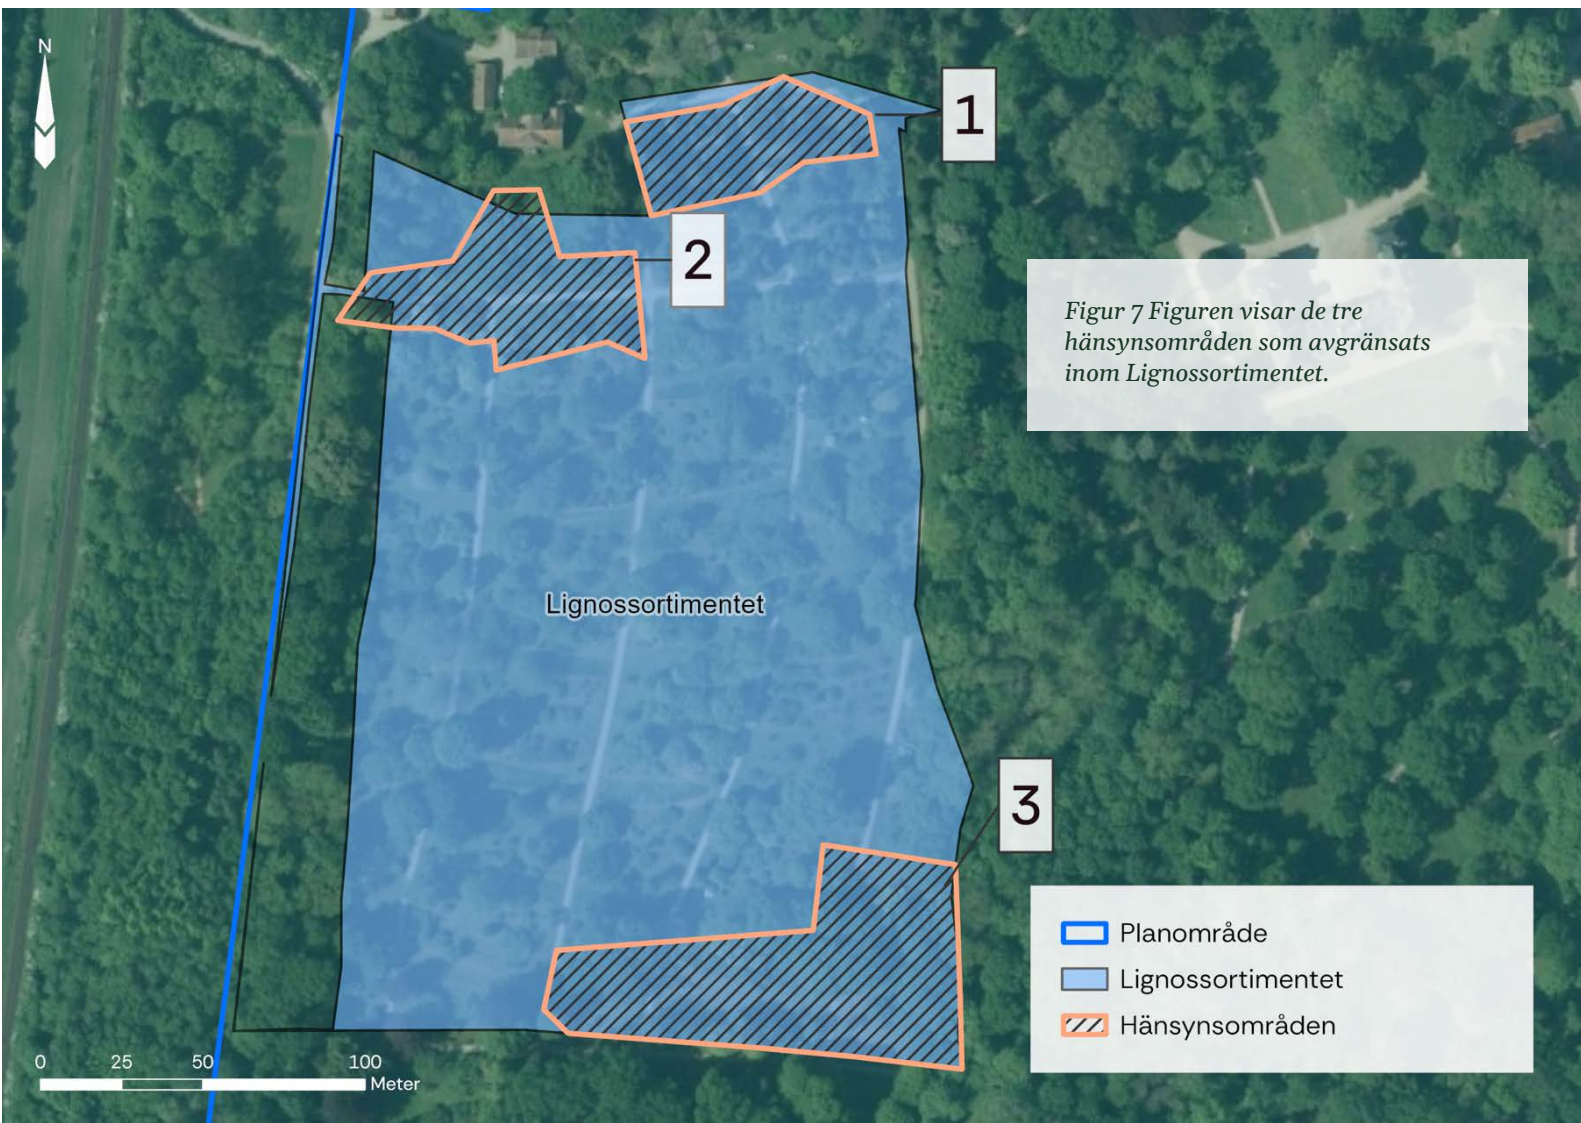 N
1
2
Figur 7 Figuren visar de tre
hänsynsområden som avgränsats
inom Lignossortimentet.
Lignossortimentet
3
Planområde
Lignossortimentet
Hänsynsområden
0 25 50 100
Meter